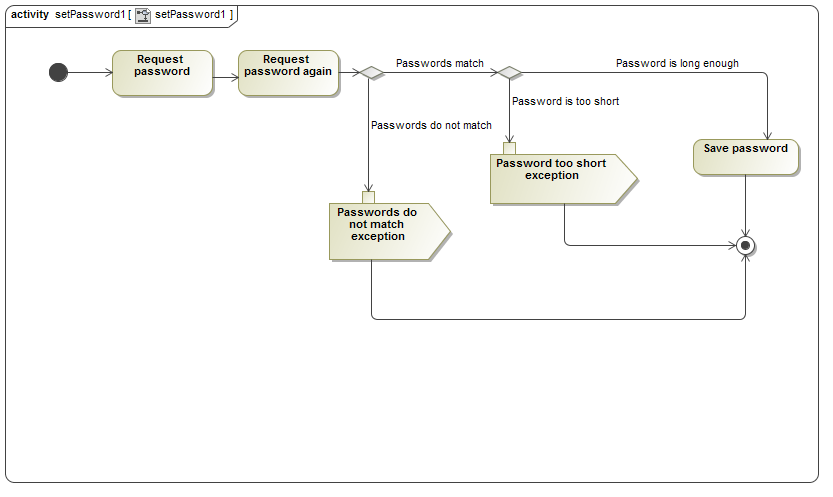 activity setPassword1 [ setPassword1 ]
Request
password
Request
password again
Passwords match
Password is long enough
Password is too short
Passwords do not match
Save password
Password too short
exception
Passwords do
not match
exception